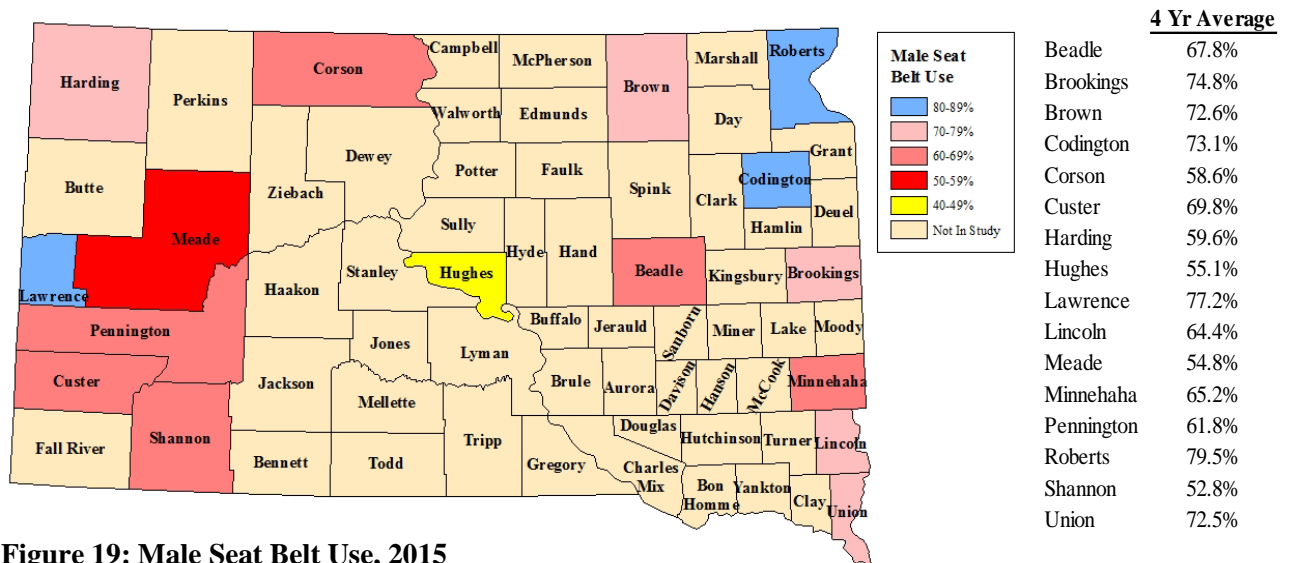 4 Yr Average
Beadle 67.8%
Brookings 74.8%
Brown 72.6%
Codington 73.1%
Corson 58.6%
Custer 69.8%
Harding 59.6%
Hughes 55.1%
Lawrence 77.2%
Lincoln 64.4%
Meade 54.8%
Minnehaha 65.2%
Pennington 61.8%
Roberts 79.5%
Shannon 52.8%
Union 72.5%
Male Seat
Belt Use
80-89%
70-79%
60-69%
50-59%
40-49%
Not In Study
Harding
Perkins
Corson
Campbell
McPherson
Brown
Marshall
Roberts
Walworth
Edmunds
Day
Grant
Butte
Ziebach
Dewey
Potter
Faulk
Spink
Clark
Codington
Deuel
Hamlin
Meade
Sully
Hyde
Hand
Lawrence
Haakon
Stanley
Hughes
Beadle
Kingsbury
Brookings
Pennington
Jones
Lyman
Buffalo
Jerauld
Sanborn
Miner
Lake
Moody
Custer
Jackson
Mellette
Brule
Aurora
Davison
Hanson
McCook
Minnehaha
Fall River
Shannon
Bennett
Todd
Tripp
Gregory
Douglas
Charles
Mix
Hutchinson
Turner
Lincoln
Bon
Homme
Yankton
Clay
Union
Figure 19: Male Seat Belt Use, 2015